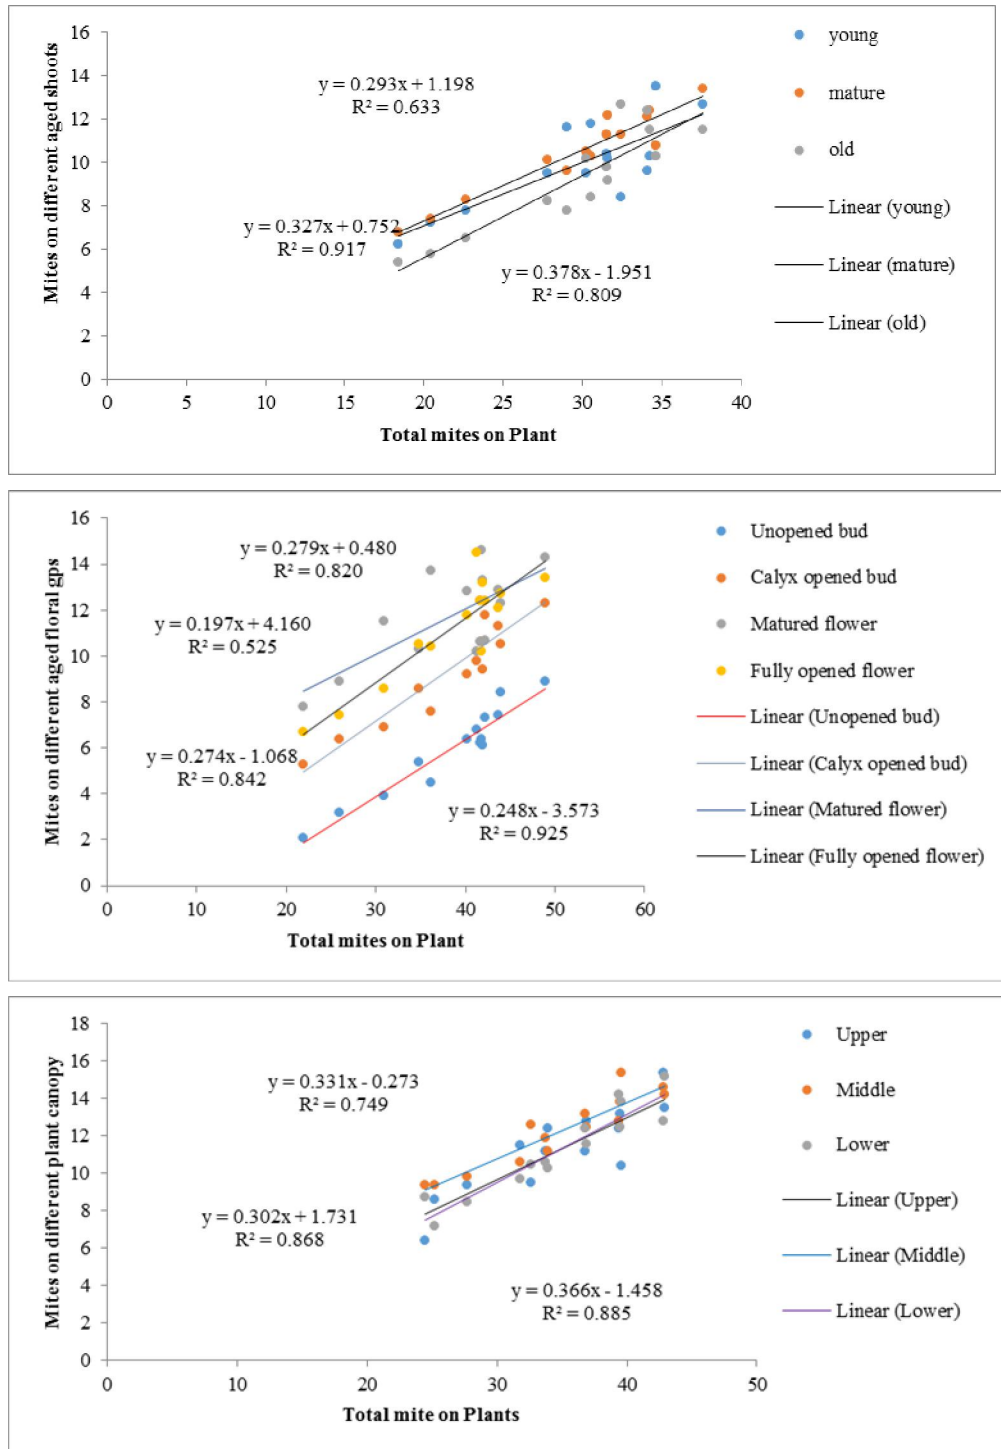 Mites on different aged shoots
16
14
12
10
8
6
4
2
0
y = 0.293x + 1.198
R² = 0.633
y = 0.327x + 0.752
R² = 0.917
y = 0.378x - 1.951
R² = 0.809
0 5 10 15 20 25 30 35 40
Total mites on Plant
young
mature
old
Linear (young)
Linear (mature)
Linear (old)
Mites on different aged floral gps
16
14
12
10
8
6
4
2
0
y = 0.279x + 0.480
R² = 0.820
y = 0.197x + 4.160
R² = 0.525
y = 0.274x - 1.068
R² = 0.842
y = 0.248x - 3.573
R² = 0.925
0 10 20 30 40 50 60
Total mites on Plant
Unopened bud
Calyx opened bud
Matured flower
Fully opened flower
Linear (Unopened bud)
Linear (Calyx opened bud)
Linear (Matured flower)
Linear (Fully opened flower)
Mites on different plant canopy
18
16
14
12
10
8
6
4
2
0
y = 0.331x - 0.273
R² = 0.749
y = 0.302x + 1.731
R² = 0.868
y = 0.366x - 1.458
R² = 0.885
0 10 20 30 40 50
Total mite on Plants
Upper
Middle
Lower
Linear (Upper)
Linear (Middle)
Linear (Lower)